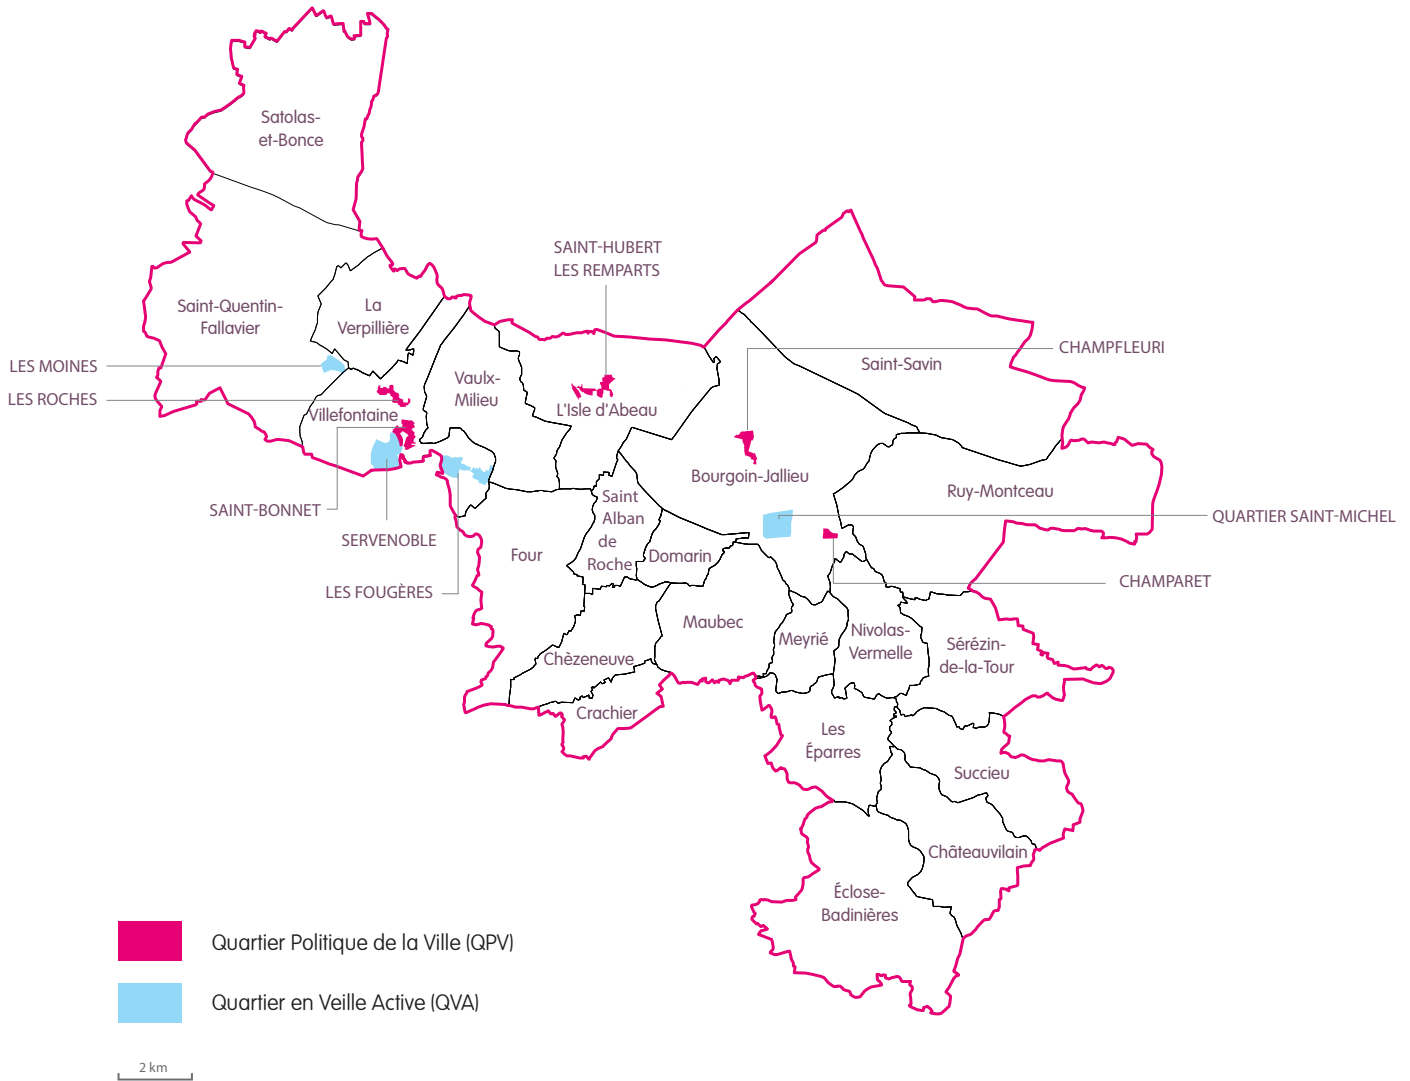 Satolas-
et-Bonce
SAINT-HUBERT
LES REMPARTS
Saint-Quentin-
Fallavier
La
Verpillière
CHAMPFLEURI
Saint-Savin
LES MOINES
LES ROCHES
Vaulx-
Milieu
L'Isle d'Abeau
Villefontaine
Bourgoin-Jallieu
Ruy-Montceau
SAINT-BONNET
SERVENOBLE
LES FOUGÈRES
QUARTIER SAINT-MICHEL
CHAMPARET
Saint
Alban
de
Roche
Four
Domarin
Maubec
Meyrié
Nivolas-
Vermelle
Sérézin-
de-la-Tour
Chèzeneuve
Crachier
Les
Éparres
Succieu
Châteauvilain
Éclose-
Badinières
Quartier Politique de la Ville (QPV)
Quartier en Veille Active (QVA)
2 km